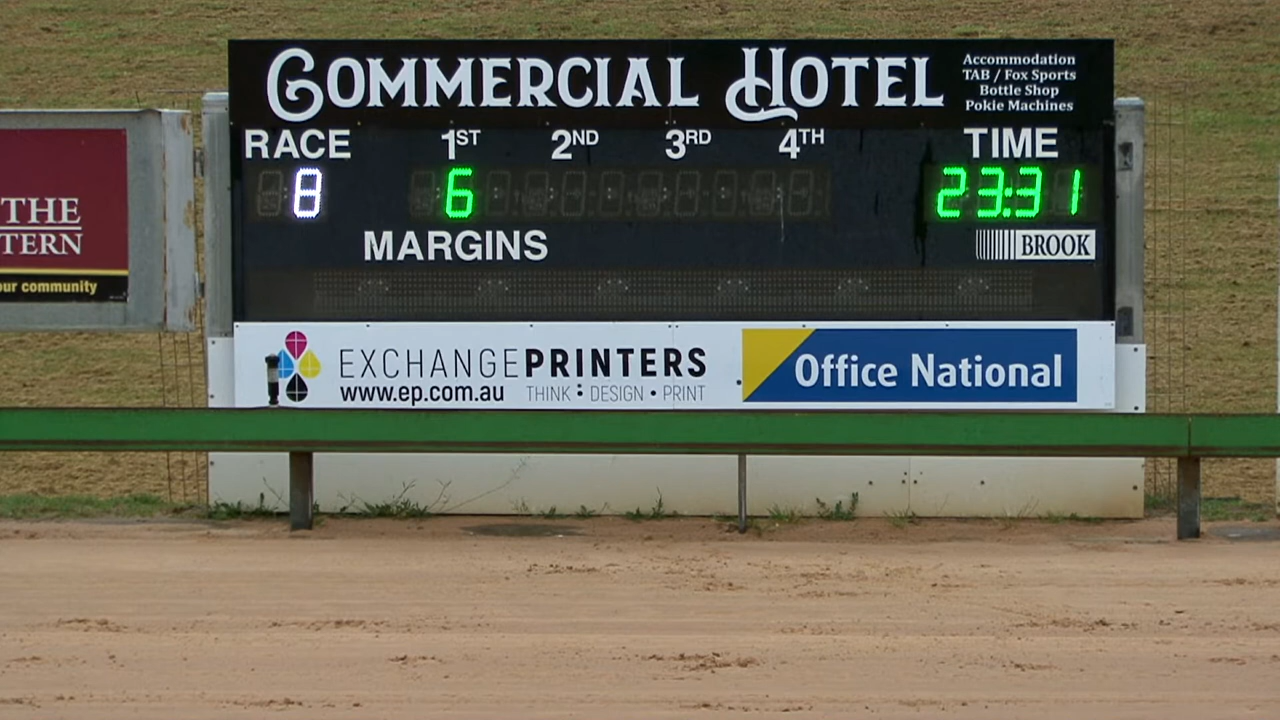 COMMERCIAL HOTEL
Accommodation
TAB / Fox Sports
Bottle Shop
Pokie Machines
RACE 1ST 2ND 3RD 4TH TIME
8 6 23:31
MARGINS
BROOK
THE
TERN
our community
EXCHANGEPRINTERS
www.ep.com.au THINK : DESIGN • PRINT
Office National